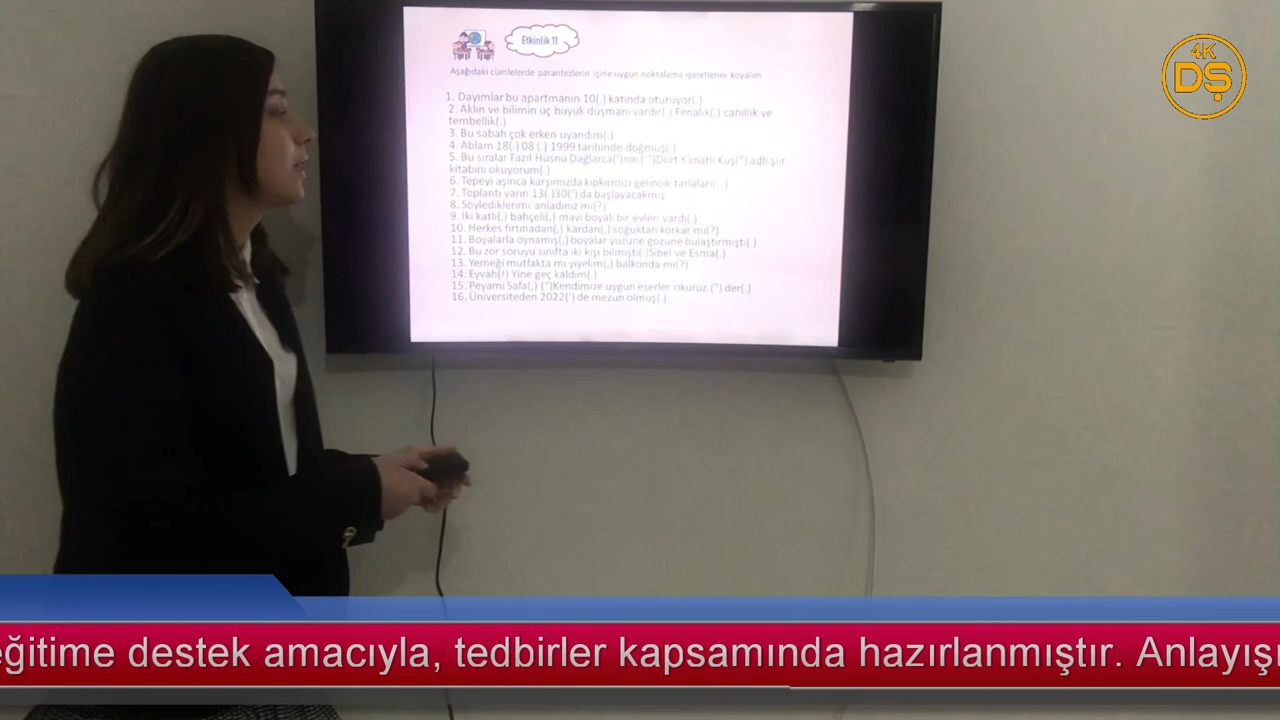 4K
DŞ
Etkinlik 11
Aşağıdaki cümlelerde parantezlerin içine uygun noktalama işaretlerini koyalım
1. Dayımlar bu apartmanın 10(.) katında oturuyor(.)
2. Aklın ve bilimin üç büyük düşmanı vardır(:) Fenalık(,) cahillik ve
tembellik(.)
3. Bu sabah çok erken uyandım(.)
4. Ablam 18(.) 08 (.) 1999 tarihinde doğmuş(.)
5. Bu sıralar Fazıl Hüsnü Dağlarca(')nın ( ")Dört Kanatlı Kuş(") adlı şiir
kitabını okuyorum(.)
6. Tepeyi aşınca karşımızda kıpkırmızı gelincik tarlaları(...)
7. Toplantı yarın 13(.)30(') da başlayacakmış
8. Söylediklerimi anladınız mı(?)
9. İki katlı(,) bahçeli(,) mavi boyalı bir evleri vardı(.)
10. Herkes fırtınadan(,) kardan(,) soğuktan korkar mı(?)
11. Boyalarla oynamış(,) boyalar yüzüne gözüne bulaştırmıştı(.)
12. Bu zor soruyu sınıfta iki kişi bilmişti(:)Sibel ve Esma(.)
13. Yemeği mutfakta mı yiyelim(,) balkonda mı(?)
14. Eyvah(!) Yine geç kaldım(.)
15. Peyami Safa(;) (")Kendimize uygun eserler okuruz.(") der(.)
16. Üniversiteden 2022(') de mezun olmuş(.)
eğitime destek amacıyla, tedbirler kapsamında hazırlanmıştır. Anlayışı